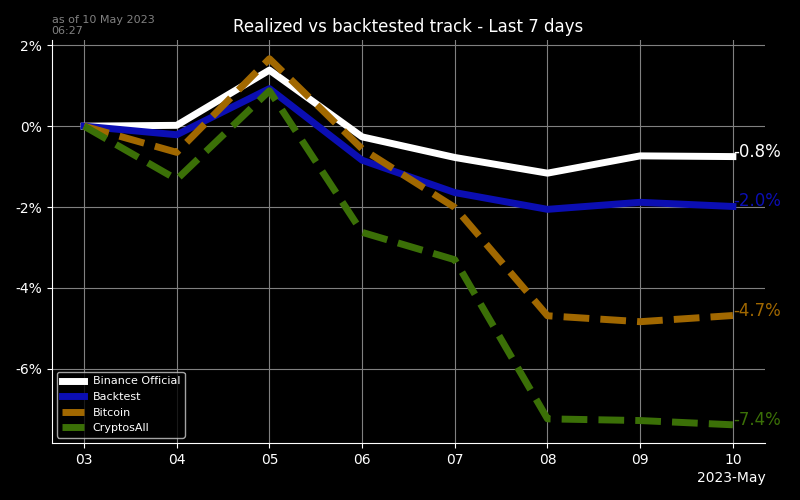 as of 10 May 2023
06:27
Realized vs backtested track - Last 7 days
2%
0%
-2%
-4%
-6%
-0.8%
-2.0%
-4.7%
-7.4%
Binance Official
Backtest
Bitcoin
CryptosAll
03 04 05 06 07 08 09 10
2023-May